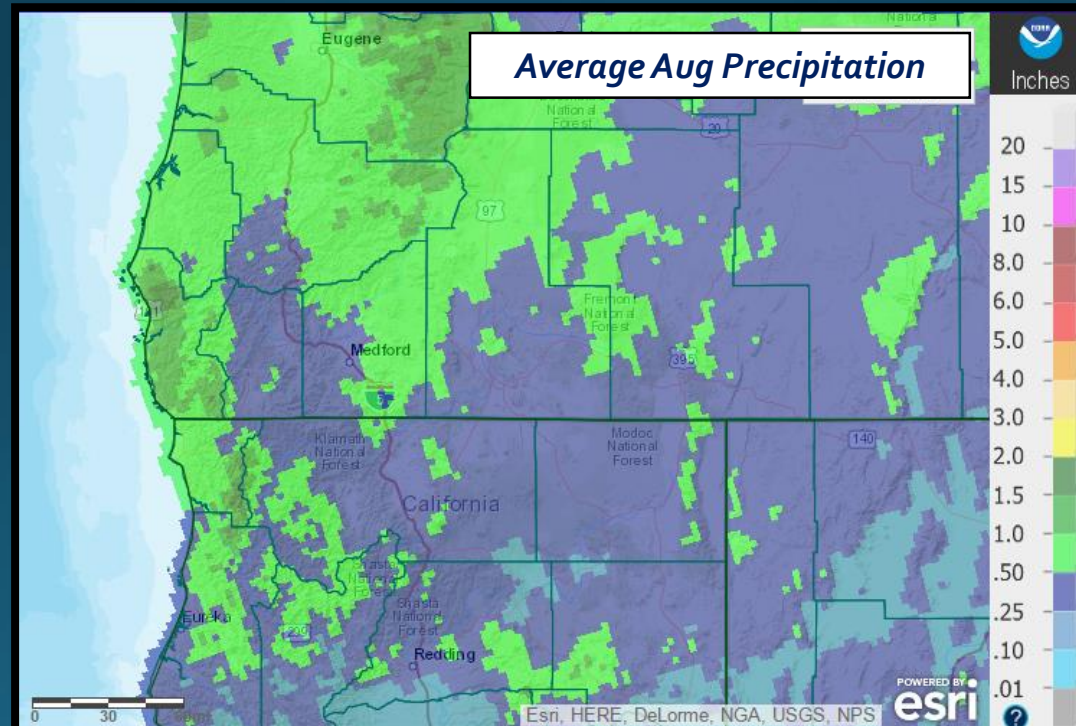 Average Aug Precipitation
Inches
National
Eugene
National
Forest
20
97
101
Fremont
National
Forest
395
Medford
5
Klamath
National
Forest
Modoc
National
Forest
140
California
Shasta
National
Forest
Eureka
299
Shasta
National
Forest
Redding
20
15
10
8.0
6.0
5.0
4.0
3.0
2.0
1.5
1.0
.50
.25
.10
.01
0 30
POWERED BY
esri
Esri, HERE, DeLorme, NGA, USGS, NPS
?